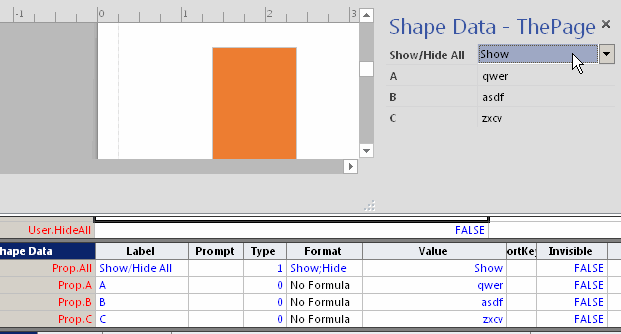 -1 0 1 2 3
Shape Data - ThePage ×
Show/Hide All Show
A qwer
B asdf
C zxcv
User.HideAll FALSE
hape Data Label Prompt Type Format Value ortKey Invisible
Prop.All Show/Hide All 1 Show;Hide Show FALSE
Prop.A A 0 No Formula qwer FALSE
Prop.B B 0 No Formula asdf FALSE
Prop.C C 0 No Formula zxcv FALSE